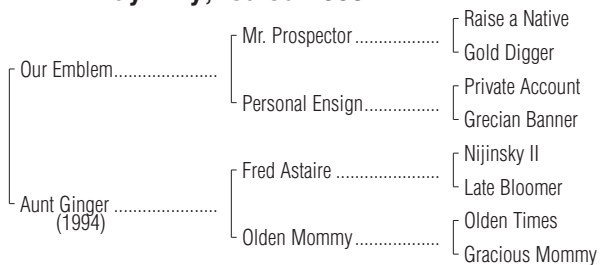 Raise a Native
Mr. Prospector ..................
Gold Digger
Our Emblem......................
Private Account
Personal Ensign................
Grecian Banner
Nijinsky II
Fred Astaire ......................
Late Bloomer
Aunt Ginger ......................
(1994)
Olden Times
Olden Mommy..................
Gracious Mommy